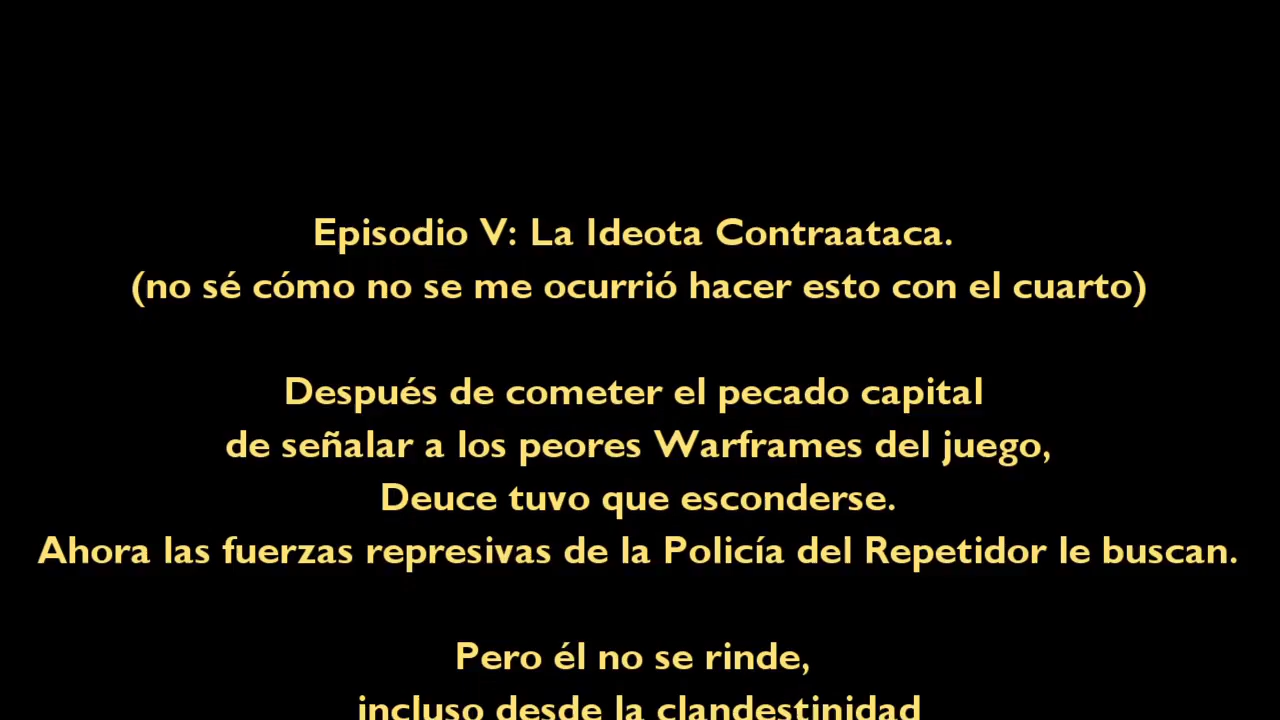 Episodio V: La Ideota Contraataca.
(no sé cómo no se me ocurrió hacer esto con el cuarto)
Después de cometer el pecado capital
de señalar a los peores Warframes del juego,
Deuce tuvo que esconderse.
Ahora las fuerzas represivas de la Policía del Repetidor le buscan.
Pero él no se rinde,
incluso desde la clandestinidad